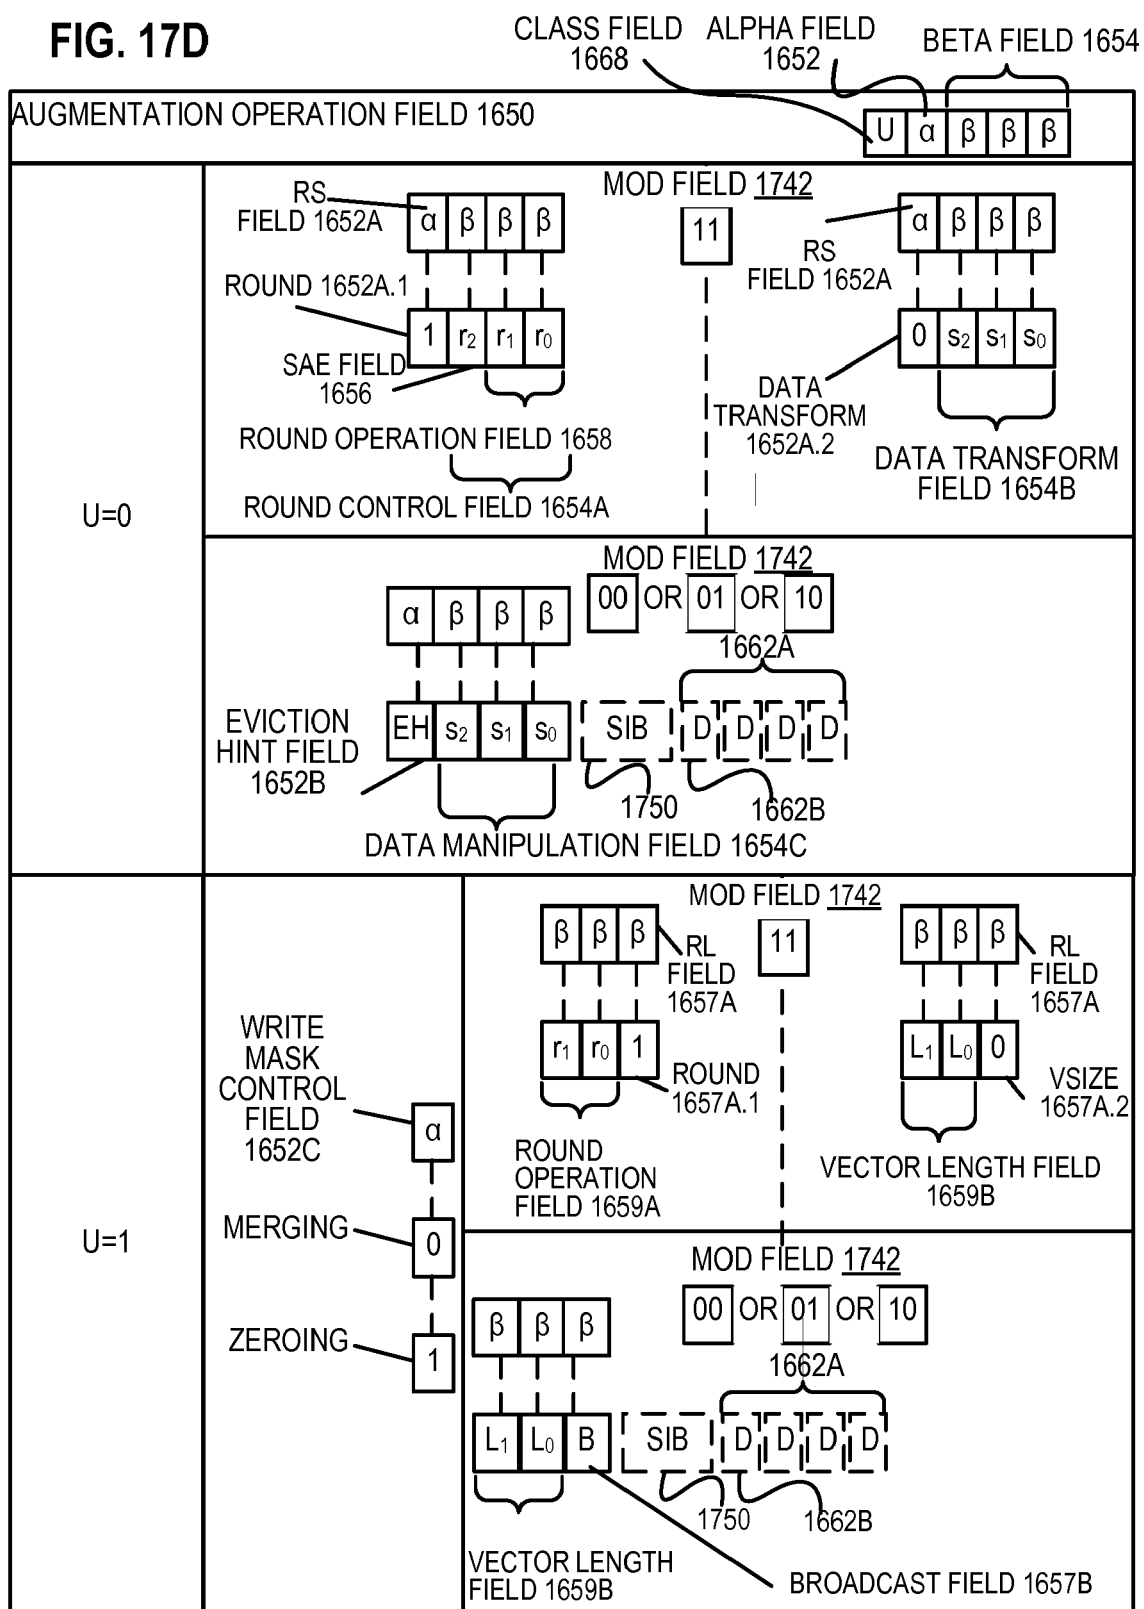 FIG. 17D
CLASS FIELD
1668
ALPHA FIELD
1652
BETA FIELD 1654
AUGMENTATION OPERATION FIELD 1650
U α β β β
U=0
RS
FIELD 1652A
α β β β
MOD FIELD 1742
11
α β β β
RS
FIELD 1652A
ROUND 1652A.1
1 r2 r1 r0
0 s2 s1 s0
SAE FIELD
1656
DATA
TRANSFORM
1652A.2
ROUND OPERATION FIELD 1658
DATA TRANSFORM
FIELD 1654B
ROUND CONTROL FIELD 1654A
MOD FIELD 1742
00 OR 01 OR 10
α β β β
1662A
EVICTION
HINT FIELD
1652B
EH s2 s1 s0
SIB D D D D
1750
1662B
DATA MANIPULATION FIELD 1654C
U=1
WRITE
MASK
CONTROL
FIELD
1652C
α
MERGING
0
ZEROING
1
MOD FIELD 1742
11
β β β
RL
FIELD
1657A
r1 r0 1
ROUND
1657A.1
ROUND
OPERATION
FIELD 1659A
β β β
RL
FIELD
1657A
L1 L0 0
VSIZE
1657A.2
VECTOR LENGTH FIELD
1659B
MOD FIELD 1742
00 OR 01 OR 10
β β β
1662A
L1 L0 B
SIB D D D D
1750
1662B
VECTOR LENGTH
FIELD 1659B
BROADCAST FIELD 1657B